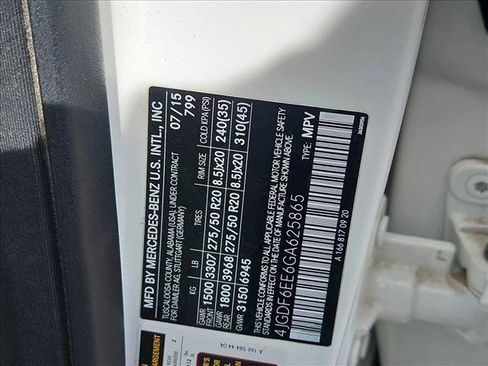 MFD BY MERCEDES-BENZ U.S. INTL., INC
TUSCALOOSA COUNTY, ALABAMA (USA), UNDER CONTRACT
FOR DAIMLER AG, STUTTGART (GERMANY)
07/15
799
KG LB TIRES RIM SIZE COLD KPA(PSI)
GAWR FRONT 1500 3307 275/50 R20 8.5Jx20 240(35)
GAWR REAR 1800 3968 275/50 R20 8.5Jx20 310(45)
GVWR 3150 6945
THIS VEHICLE CONFORMS TO ALL APPLICABLE FEDERAL MOTOR VEHICLE SAFETY
STANDARDS IN EFFECT ON THE DATE OF MANUFACTURE SHOWN ABOVE.
4JGDF6EE6GA625865
TYPE: MPV
A 166 817 09 20
A 166 584 44 04